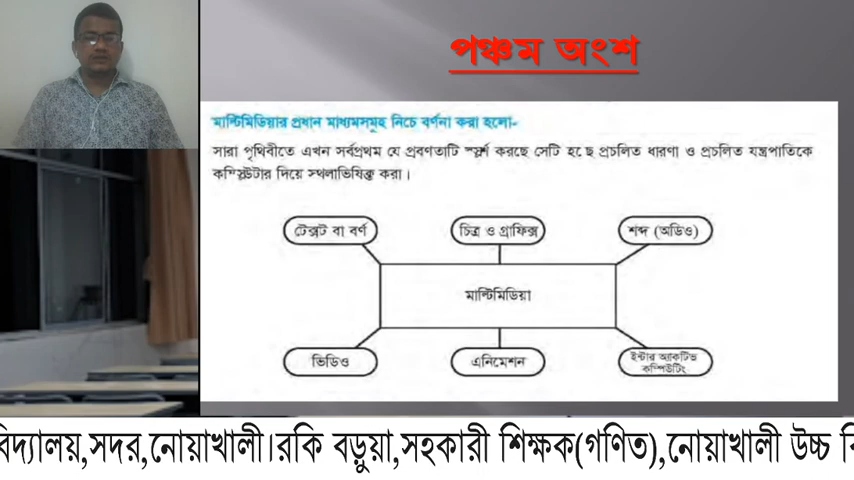 পঞ্চম অংশ
মাল্টিমিডিয়ার প্রধান মাধ্যমসমূহ নিচে বর্ণনা করা হলো-
সারা পৃথিবীতে এখন সর্বপ্রথম যে প্রবণতাটি স্পর্শ করছে সেটি হচ্ছে প্রচলিত ধারণা ও প্রচলিত যন্ত্রপাতিকে
কম্পিউটার দিয়ে স্থলাভিষিক্ত করা।
টেক্সট বা বর্ণ
চিত্র ও গ্রাফিক্স
শব্দ (অডিও)
মাল্টিমিডিয়া
ভিডিও
এনিমেশন
ইন্টার অ্যাকটিভ
কম্পিউটিং
বিদ্যালয়,সদর,নোয়াখালী।রকি বড়ুয়া,সহকারী শিক্ষক(গণিত),নোয়াখালী উচ্চ বি